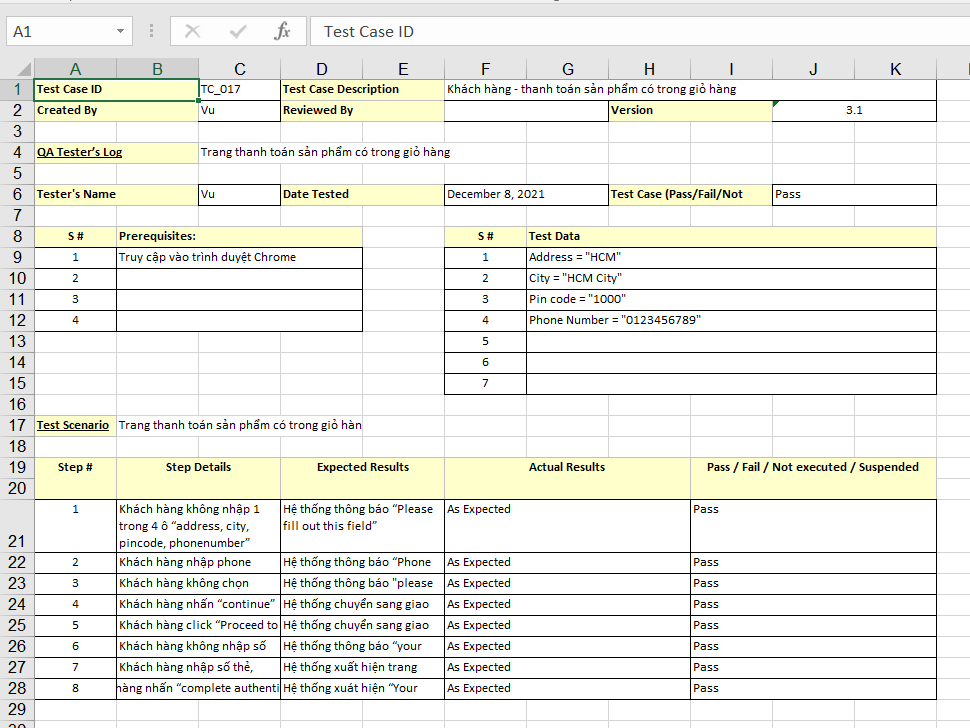 A1 fx Test Case ID
A B C D E F G H I J K
1 Test Case ID TC_017 Test Case Description Khách hàng - thanh toán sản phẩm có trong giỏ hàng
2 Created By Vu Reviewed By Version 3.1
3
4 QA Tester’s Log Trang thanh toán sản phẩm có trong giỏ hàng
5
6 Tester's Name Vu Date Tested December 8, 2021 Test Case (Pass/Fail/Not Pass
7
8 S # Prerequisites: S # Test Data
9 1 Truy cập vào trình duyệt Chrome 1 Address = "HCM"
10 2 2 City = "HCM City"
11 3 3 Pin code = "1000"
12 4 4 Phone Number = "0123456789"
13 5
14 6
15 7
16
17 Test Scenario Trang thanh toán sản phẩm có trong giỏ hàn
18
19 Step # Step Details Expected Results Actual Results Pass / Fail / Not executed / Suspended
20
1 Khách hàng không nhập 1 Hệ thống thông báo “Please As Expected Pass
trong 4 ô “address, city, fill out this field”
21 pincode, phonenumber”
22 2 Khách hàng nhập phone Hệ thống thông báo “Phone As Expected Pass
23 3 Khách hàng không chọn Hệ thống thông báo "please As Expected Pass
24 4 Khách hàng nhấn “continue” Hệ thống chuyển sang giao As Expected Pass
25 5 Khách hàng click “Proceed to Hệ thống chuyển sang giao As Expected Pass
26 6 Khách hàng không nhập số Hệ thống thông báo “your As Expected Pass
27 7 Khách hàng nhập số thẻ, Hệ thống xuất hiện trang As Expected Pass
28 8 hàng nhấn “complete authenti Hệ thống xuát hiện “Your As Expected Pass
29